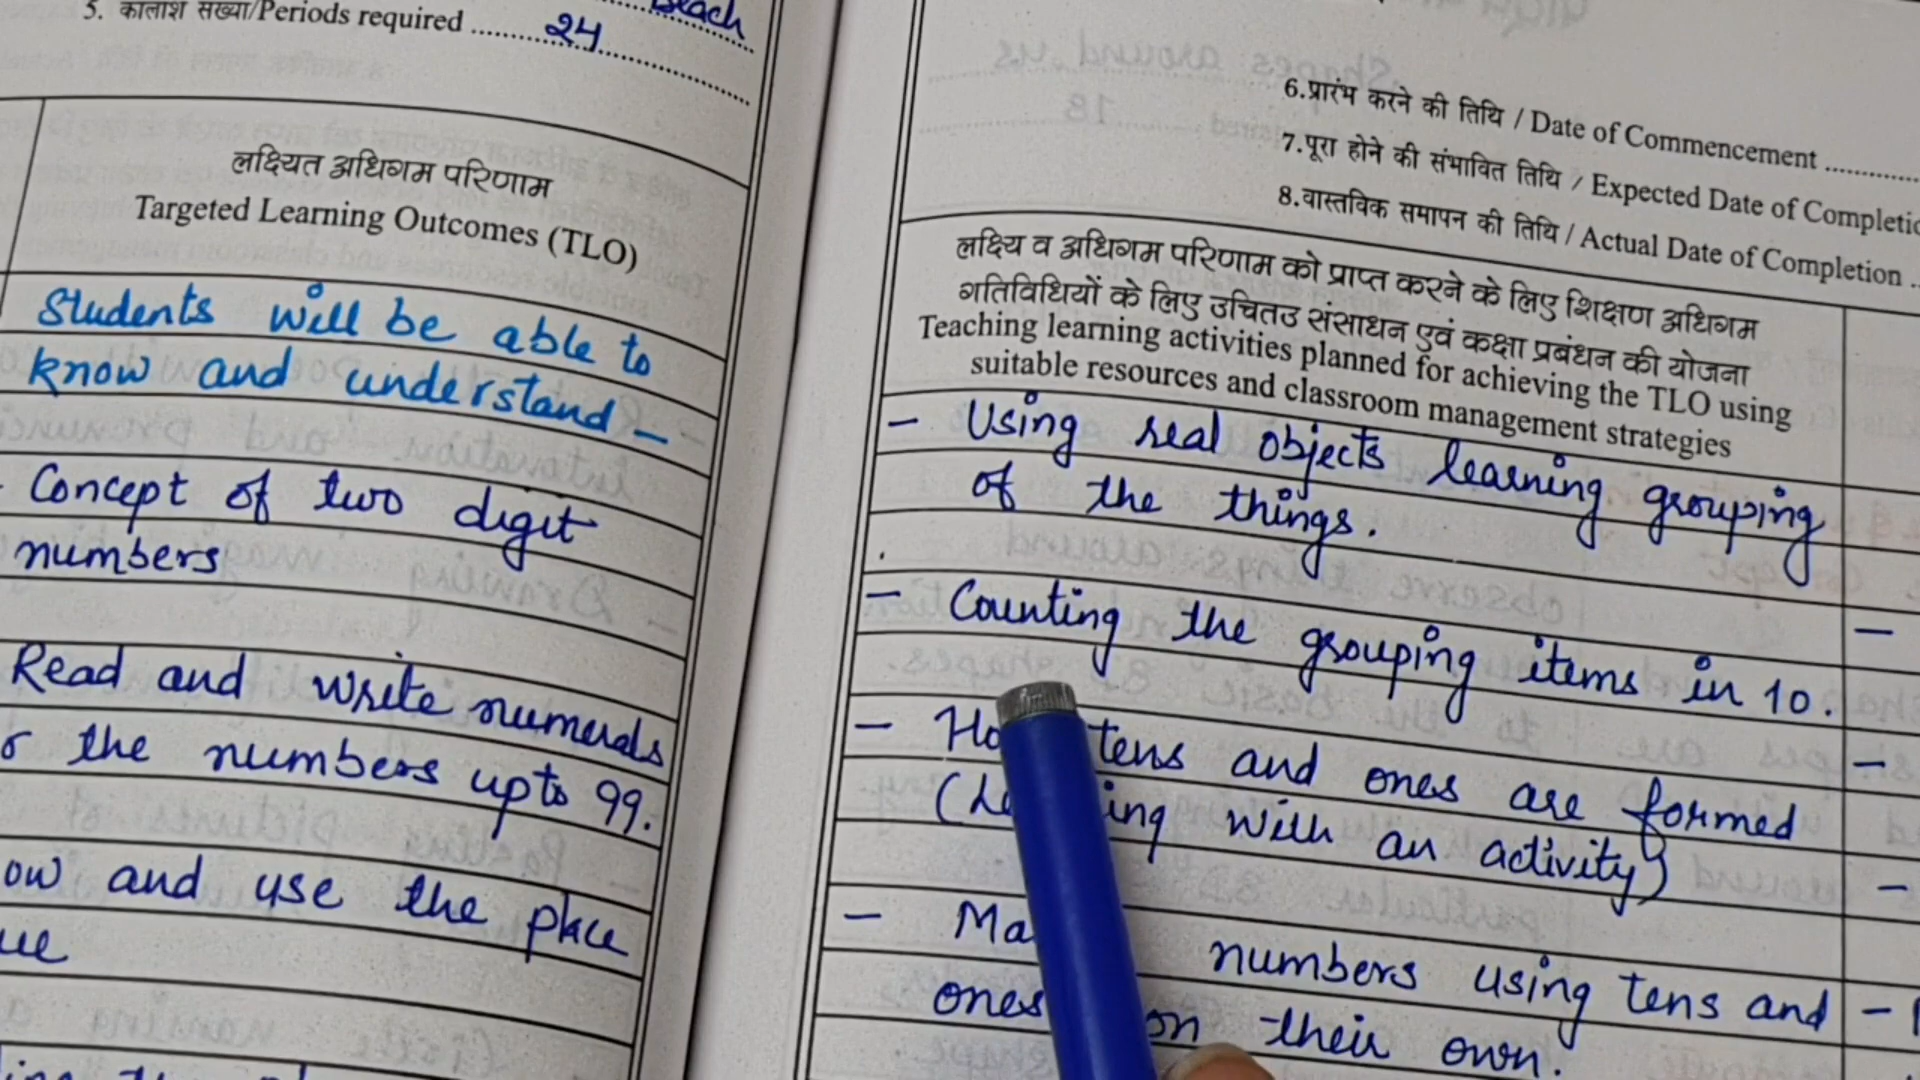 5. कालांश संख्या/Periods required ........ 24
लक्ष्यित अधिगम परिणाम
Targeted Learning Outcomes (TLO)
Students will be able to
know and understand -
Concept of two digit
numbers
Read and write numerals
the numbers upto 99.
and use the place
6.प्रारंभ करने की तिथि / Date of Commencement ........
7.पूरा होने की संभावित तिथि / Expected Date of
8.वास्तविक समापन की तिथि / Actual Date of Completion ..
लक्ष्यि व अधिगम परिणाम को प्राप्त करने के लिए शिक्षण अधिगम
गतिविधियों के लिए उचितउ संसाधन एवं कक्षा प्रबंधन की योजना
Teaching learning activities planned for achieving the TLO using
suitable resources and classroom management strategies
- Using real objects learning grouping
of the things.
- Counting the grouping items in 10.
- tens and ones are formed
with an activity)
- numbers using tens and
ones on their own.